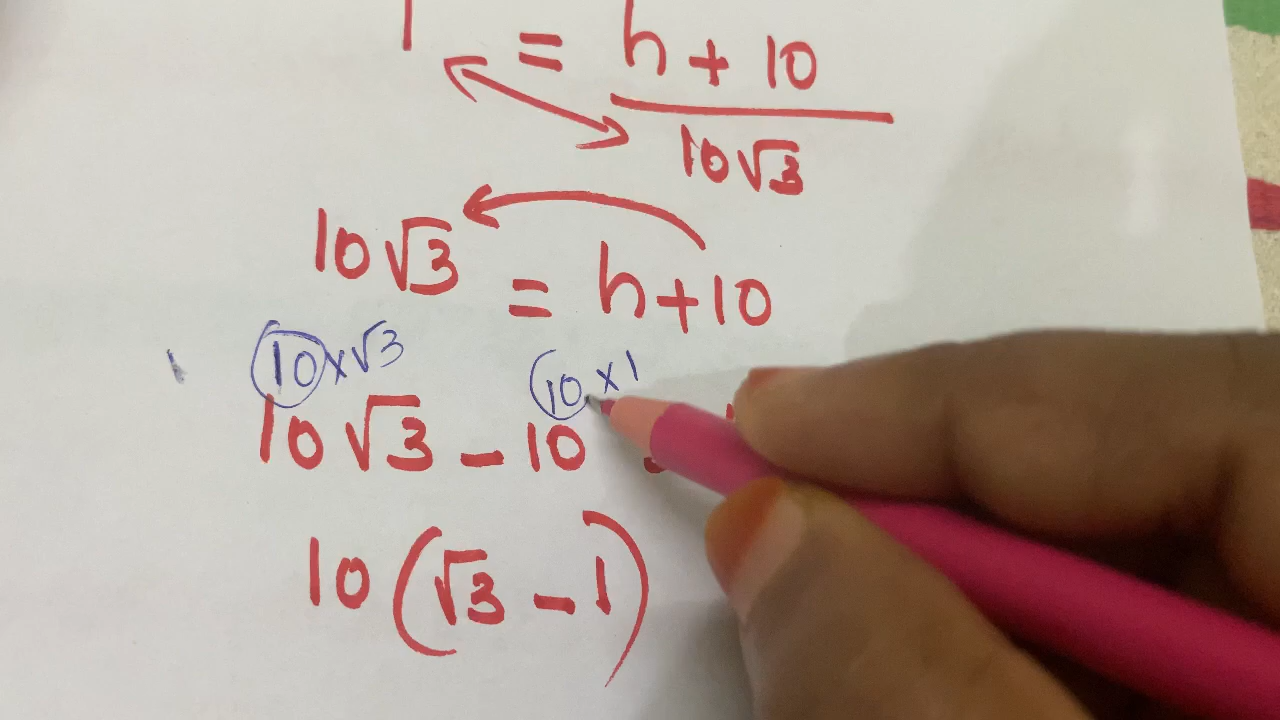 1 = h + 10
10√3
10√3 = h + 10
10 × √3 10 × 1
10√3 - 10
10 (√3 - 1)